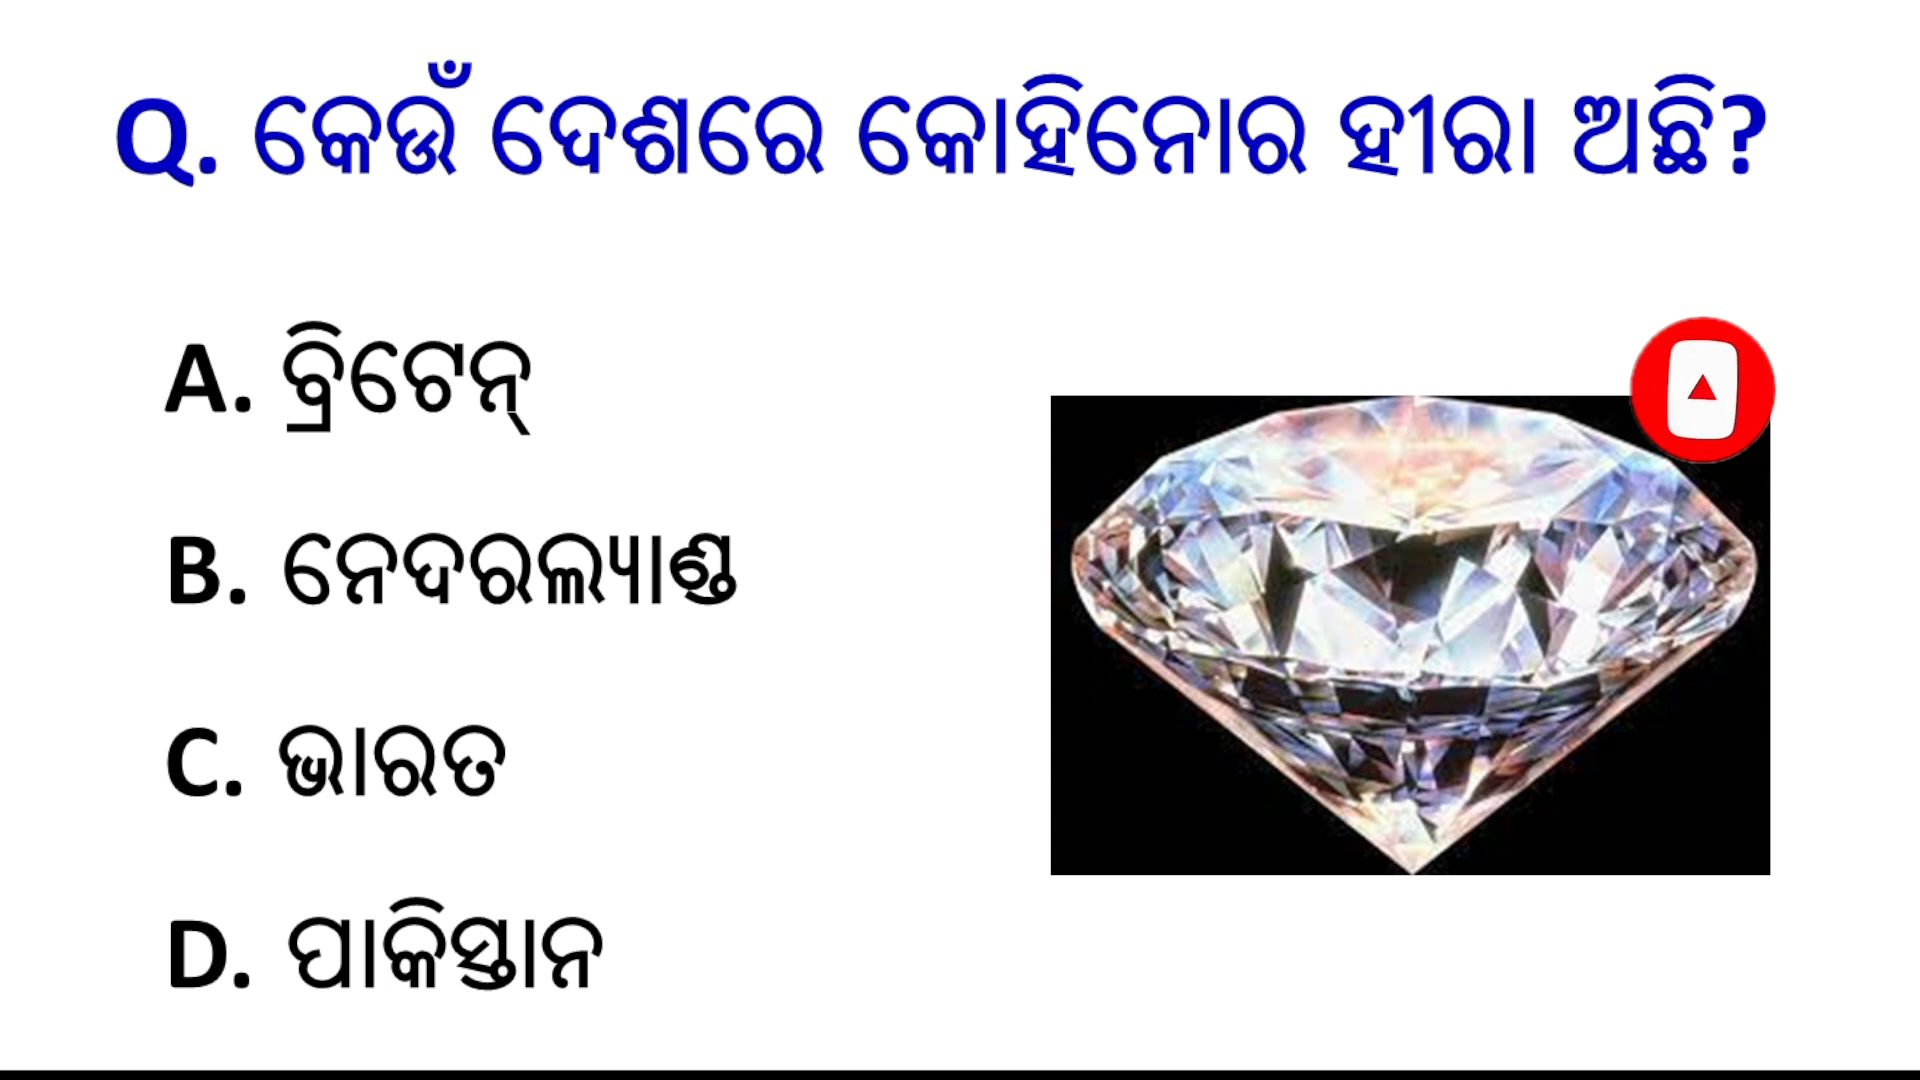 Q. କେଉଁ ଦେଶରେ କୋହିନୋର ହୀରା ଅଛି?
A. ବ୍ରିଟେନ୍
B. ନେଦରଲ୍ୟାଣ୍ଡ
C. ଭାରତ
D. ପାକିସ୍ତାନ